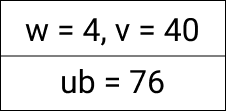 w = 4, v = 40
ub = 76